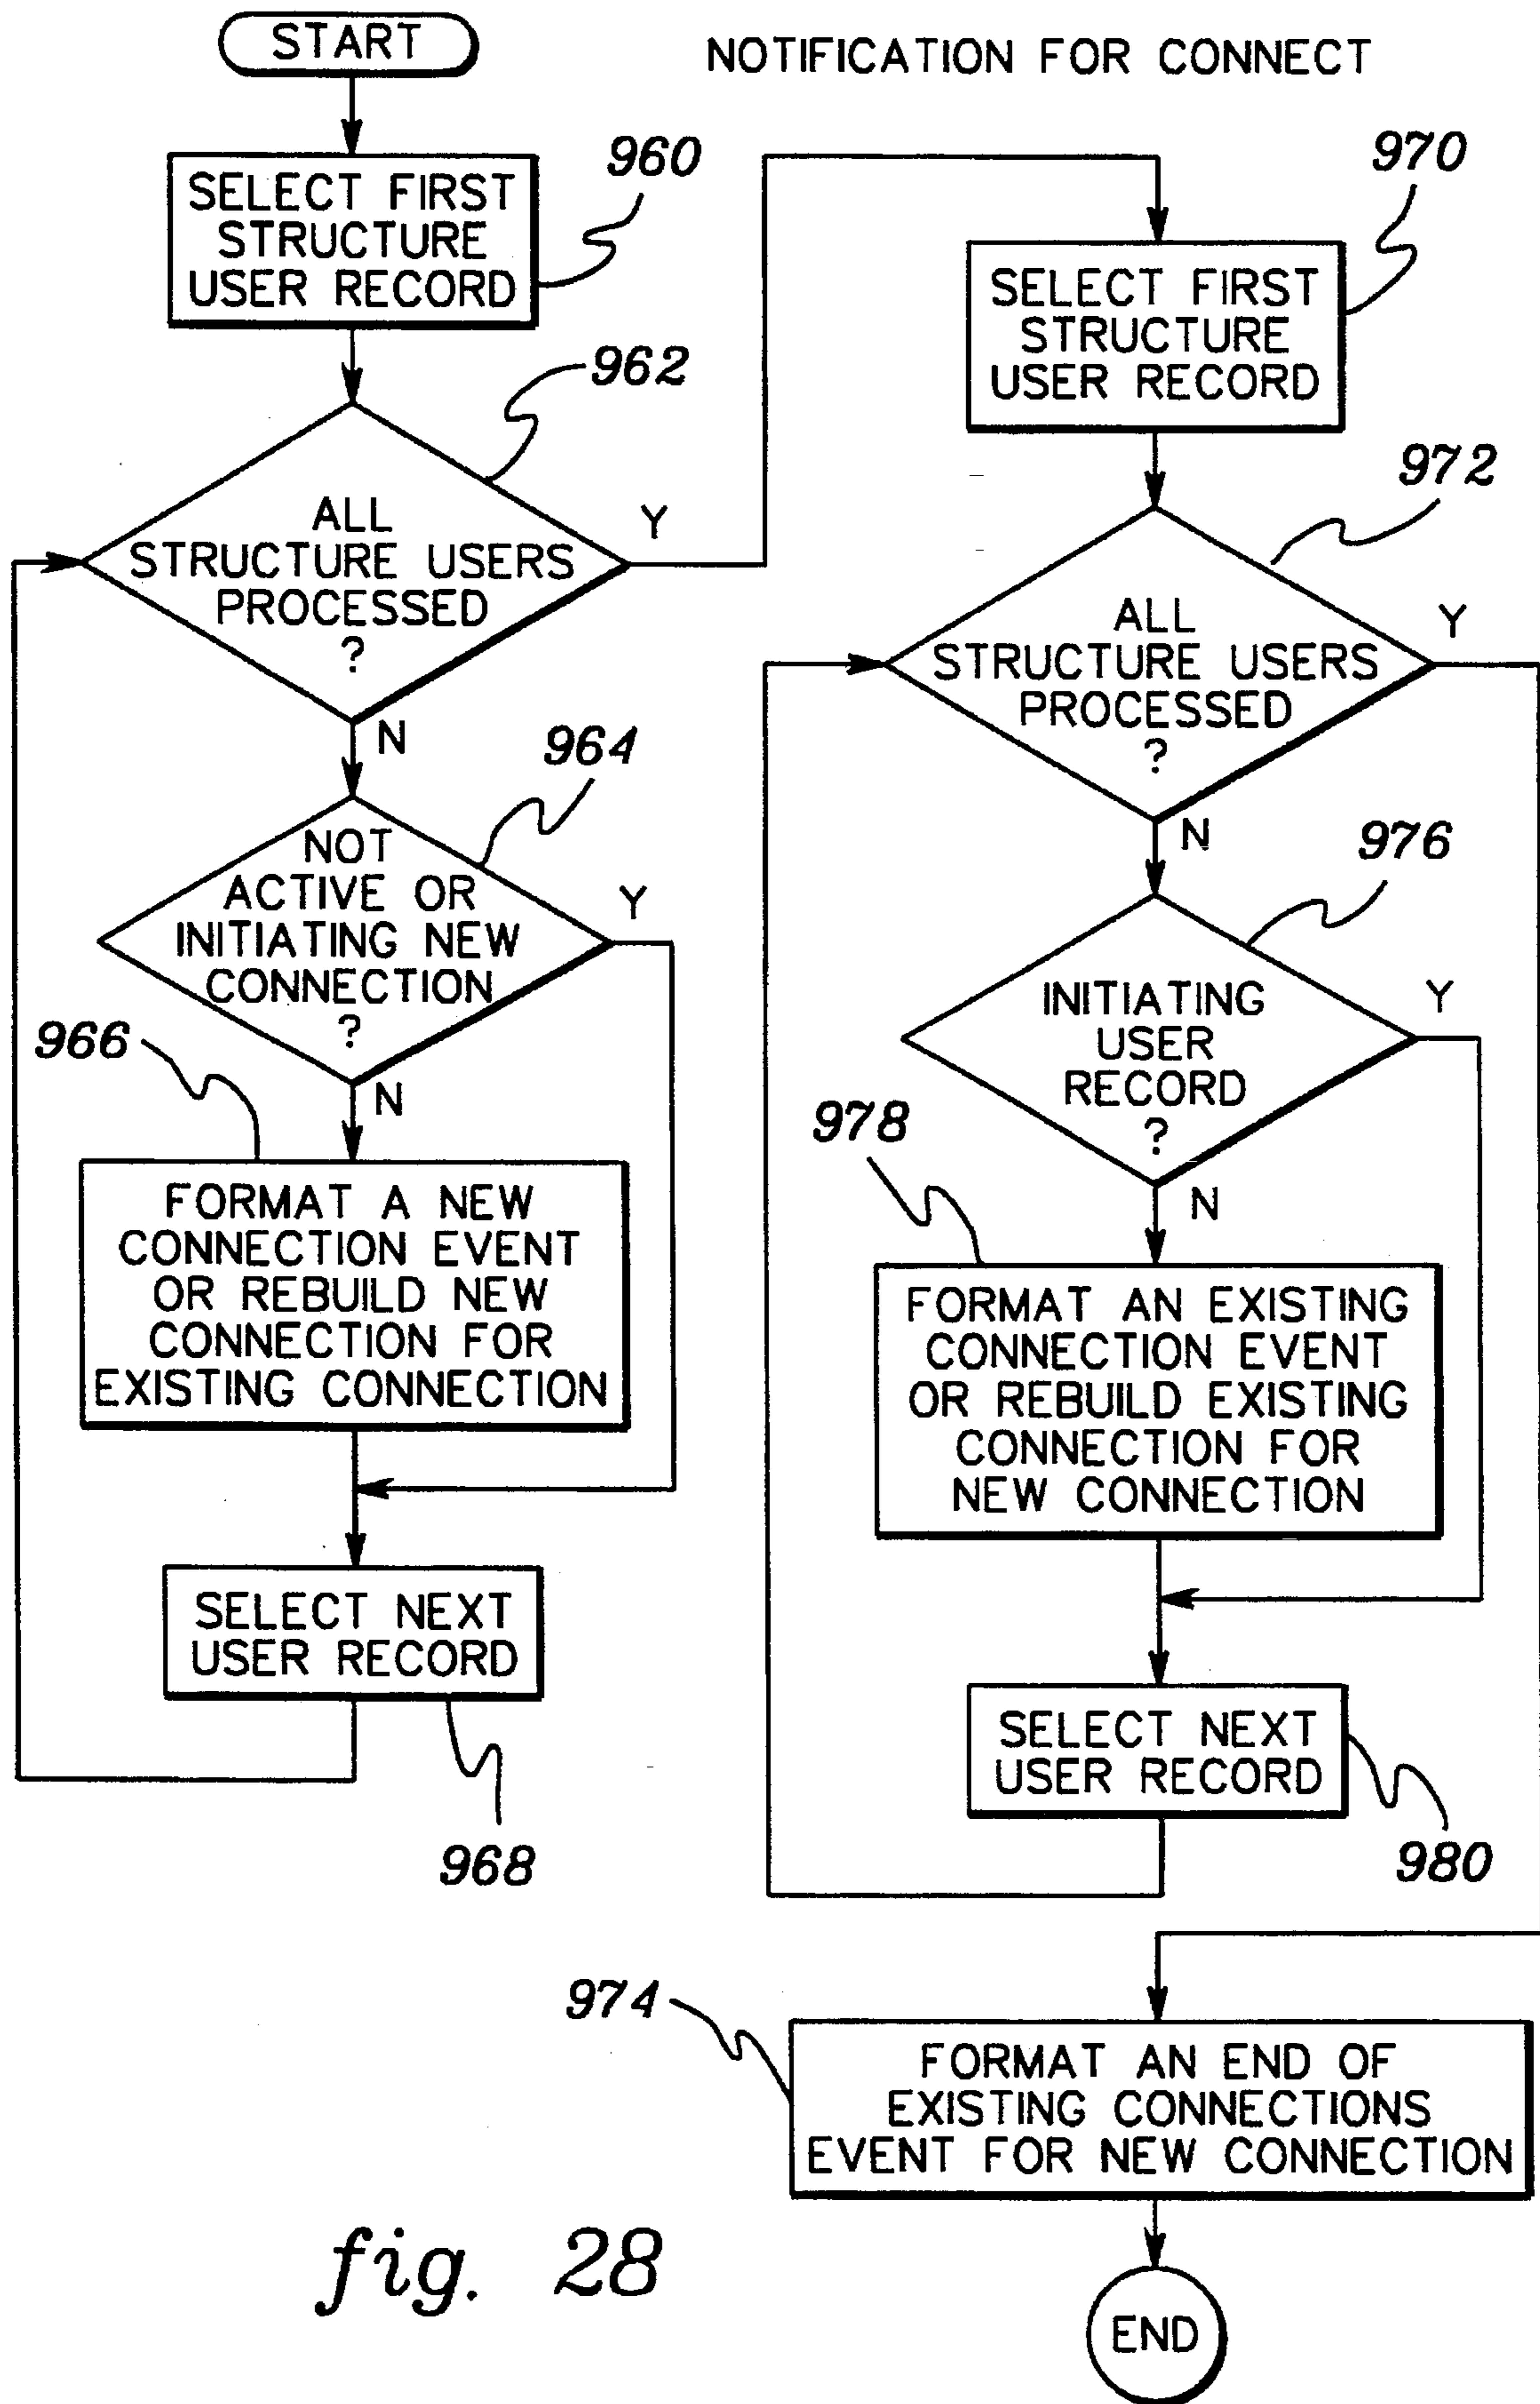 START
NOTIFICATION FOR CONNECT
960
SELECT FIRST
STRUCTURE
USER RECORD
962
ALL
STRUCTURE USERS
PROCESSED
?
Y
N
964
NOT
ACTIVE OR
INITIATING NEW
CONNECTION
?
Y
N
966
FORMAT A NEW
CONNECTION EVENT
OR REBUILD NEW
CONNECTION FOR
EXISTING CONNECTION
SELECT NEXT
USER RECORD
968
970
SELECT FIRST
STRUCTURE
USER RECORD
972
ALL
STRUCTURE USERS
PROCESSED
?
Y
N
976
INITIATING
USER
RECORD
?
Y
N
978
FORMAT AN EXISTING
CONNECTION EVENT
OR REBUILD EXISTING
CONNECTION FOR
NEW CONNECTION
SELECT NEXT
USER RECORD
980
974
FORMAT AN END OF
EXISTING CONNECTIONS
EVENT FOR NEW CONNECTION
END
fig. 28